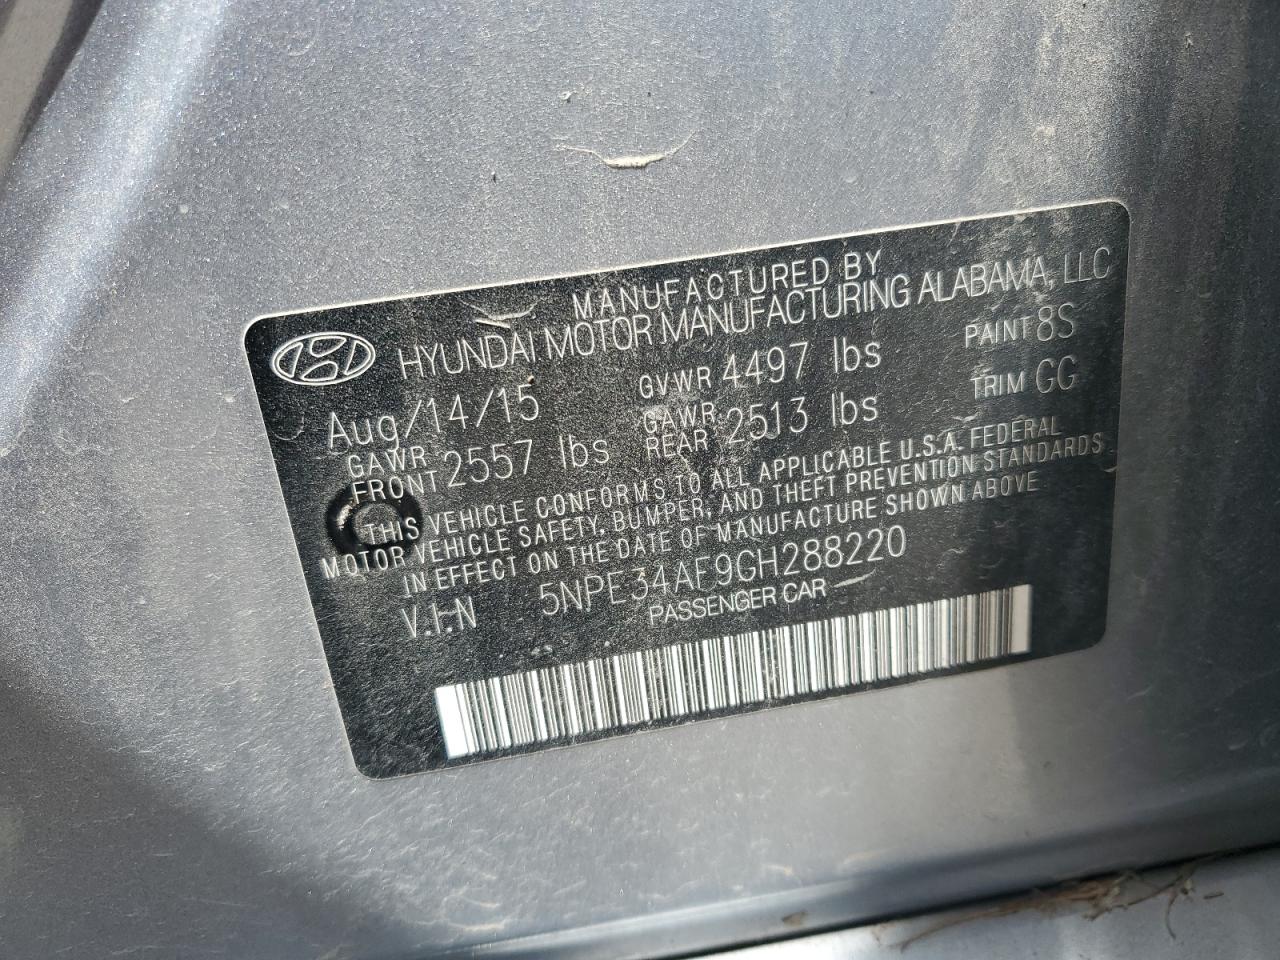 MANUFACTURED BY
HYUNDAI MOTOR MANUFACTURING ALABAMA, LLC
Aug/14/15 GVWR 4497 lbs PAINT 8S
GAWR FRONT 2557 lbs GAWR REAR 2513 lbs TRIM GG
THIS VEHICLE CONFORMS TO ALL APPLICABLE U.S.A. FEDERAL
MOTOR VEHICLE SAFETY, BUMPER, AND THEFT PREVENTION STANDARDS
IN EFFECT ON THE DATE OF MANUFACTURE SHOWN ABOVE
V.I.N 5NPE34AF9GH288220
PASSENGER CAR